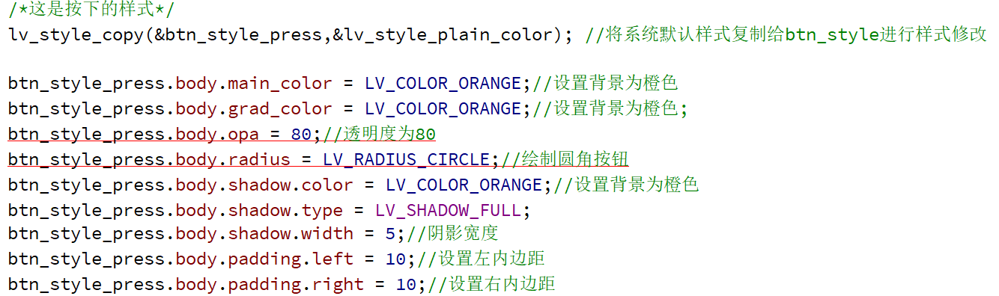 /*这是按下的样式*/
lv_style_copy(&btn_style_press,&lv_style_plain_color); //将系统默认样式复制给btn_style进行样式修改
btn_style_press.body.main_color = LV_COLOR_ORANGE;//设置背景为橙色
btn_style_press.body.grad_color = LV_COLOR_ORANGE;//设置背景为橙色;
btn_style_press.body.opa = 80;//透明度为80
btn_style_press.body.radius = LV_RADIUS_CIRCLE;//绘制圆角按钮
btn_style_press.body.shadow.color = LV_COLOR_ORANGE;//设置背景为橙色
btn_style_press.body.shadow.type = LV_SHADOW_FULL;
btn_style_press.body.shadow.width = 5;//阴影宽度
btn_style_press.body.padding.left = 10;//设置左内边距
btn_style_press.body.padding.right = 10;//设置右内边距